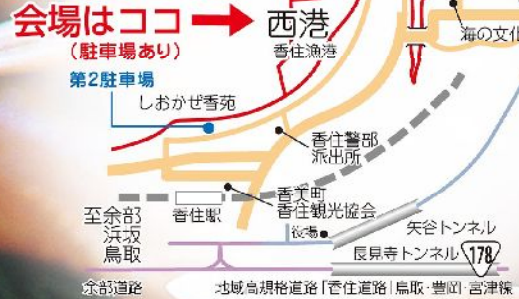 会場はココ
(駐車場あり)
西港
香住漁港
海の文化
第2駐車場
しおかぜ香苑
香住警部
派出所
香美町
香住観光協会
香住駅
至余部
浜坂
鳥取
役場
矢谷トンネル
長見寺トンネル
178
余部道路
地域高規格道路「香住道路」鳥取・豊岡・宮津線